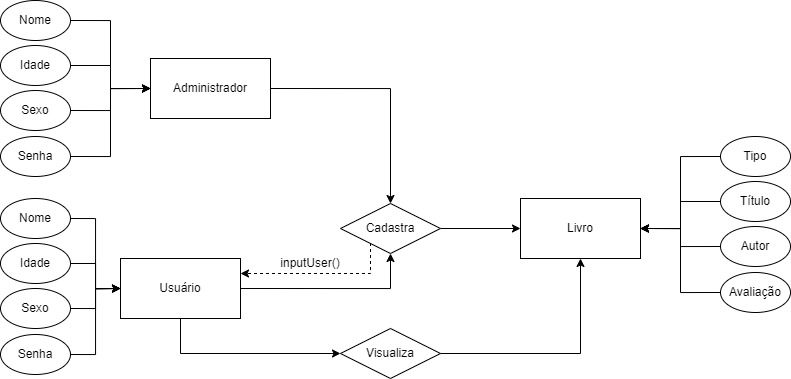 Nome
Idade
Sexo
Senha
Administrador
Nome
Idade
Sexo
Senha
Usuário
inputUser()
Cadastra
Visualiza
Livro
Tipo
Título
Autor
Avaliação